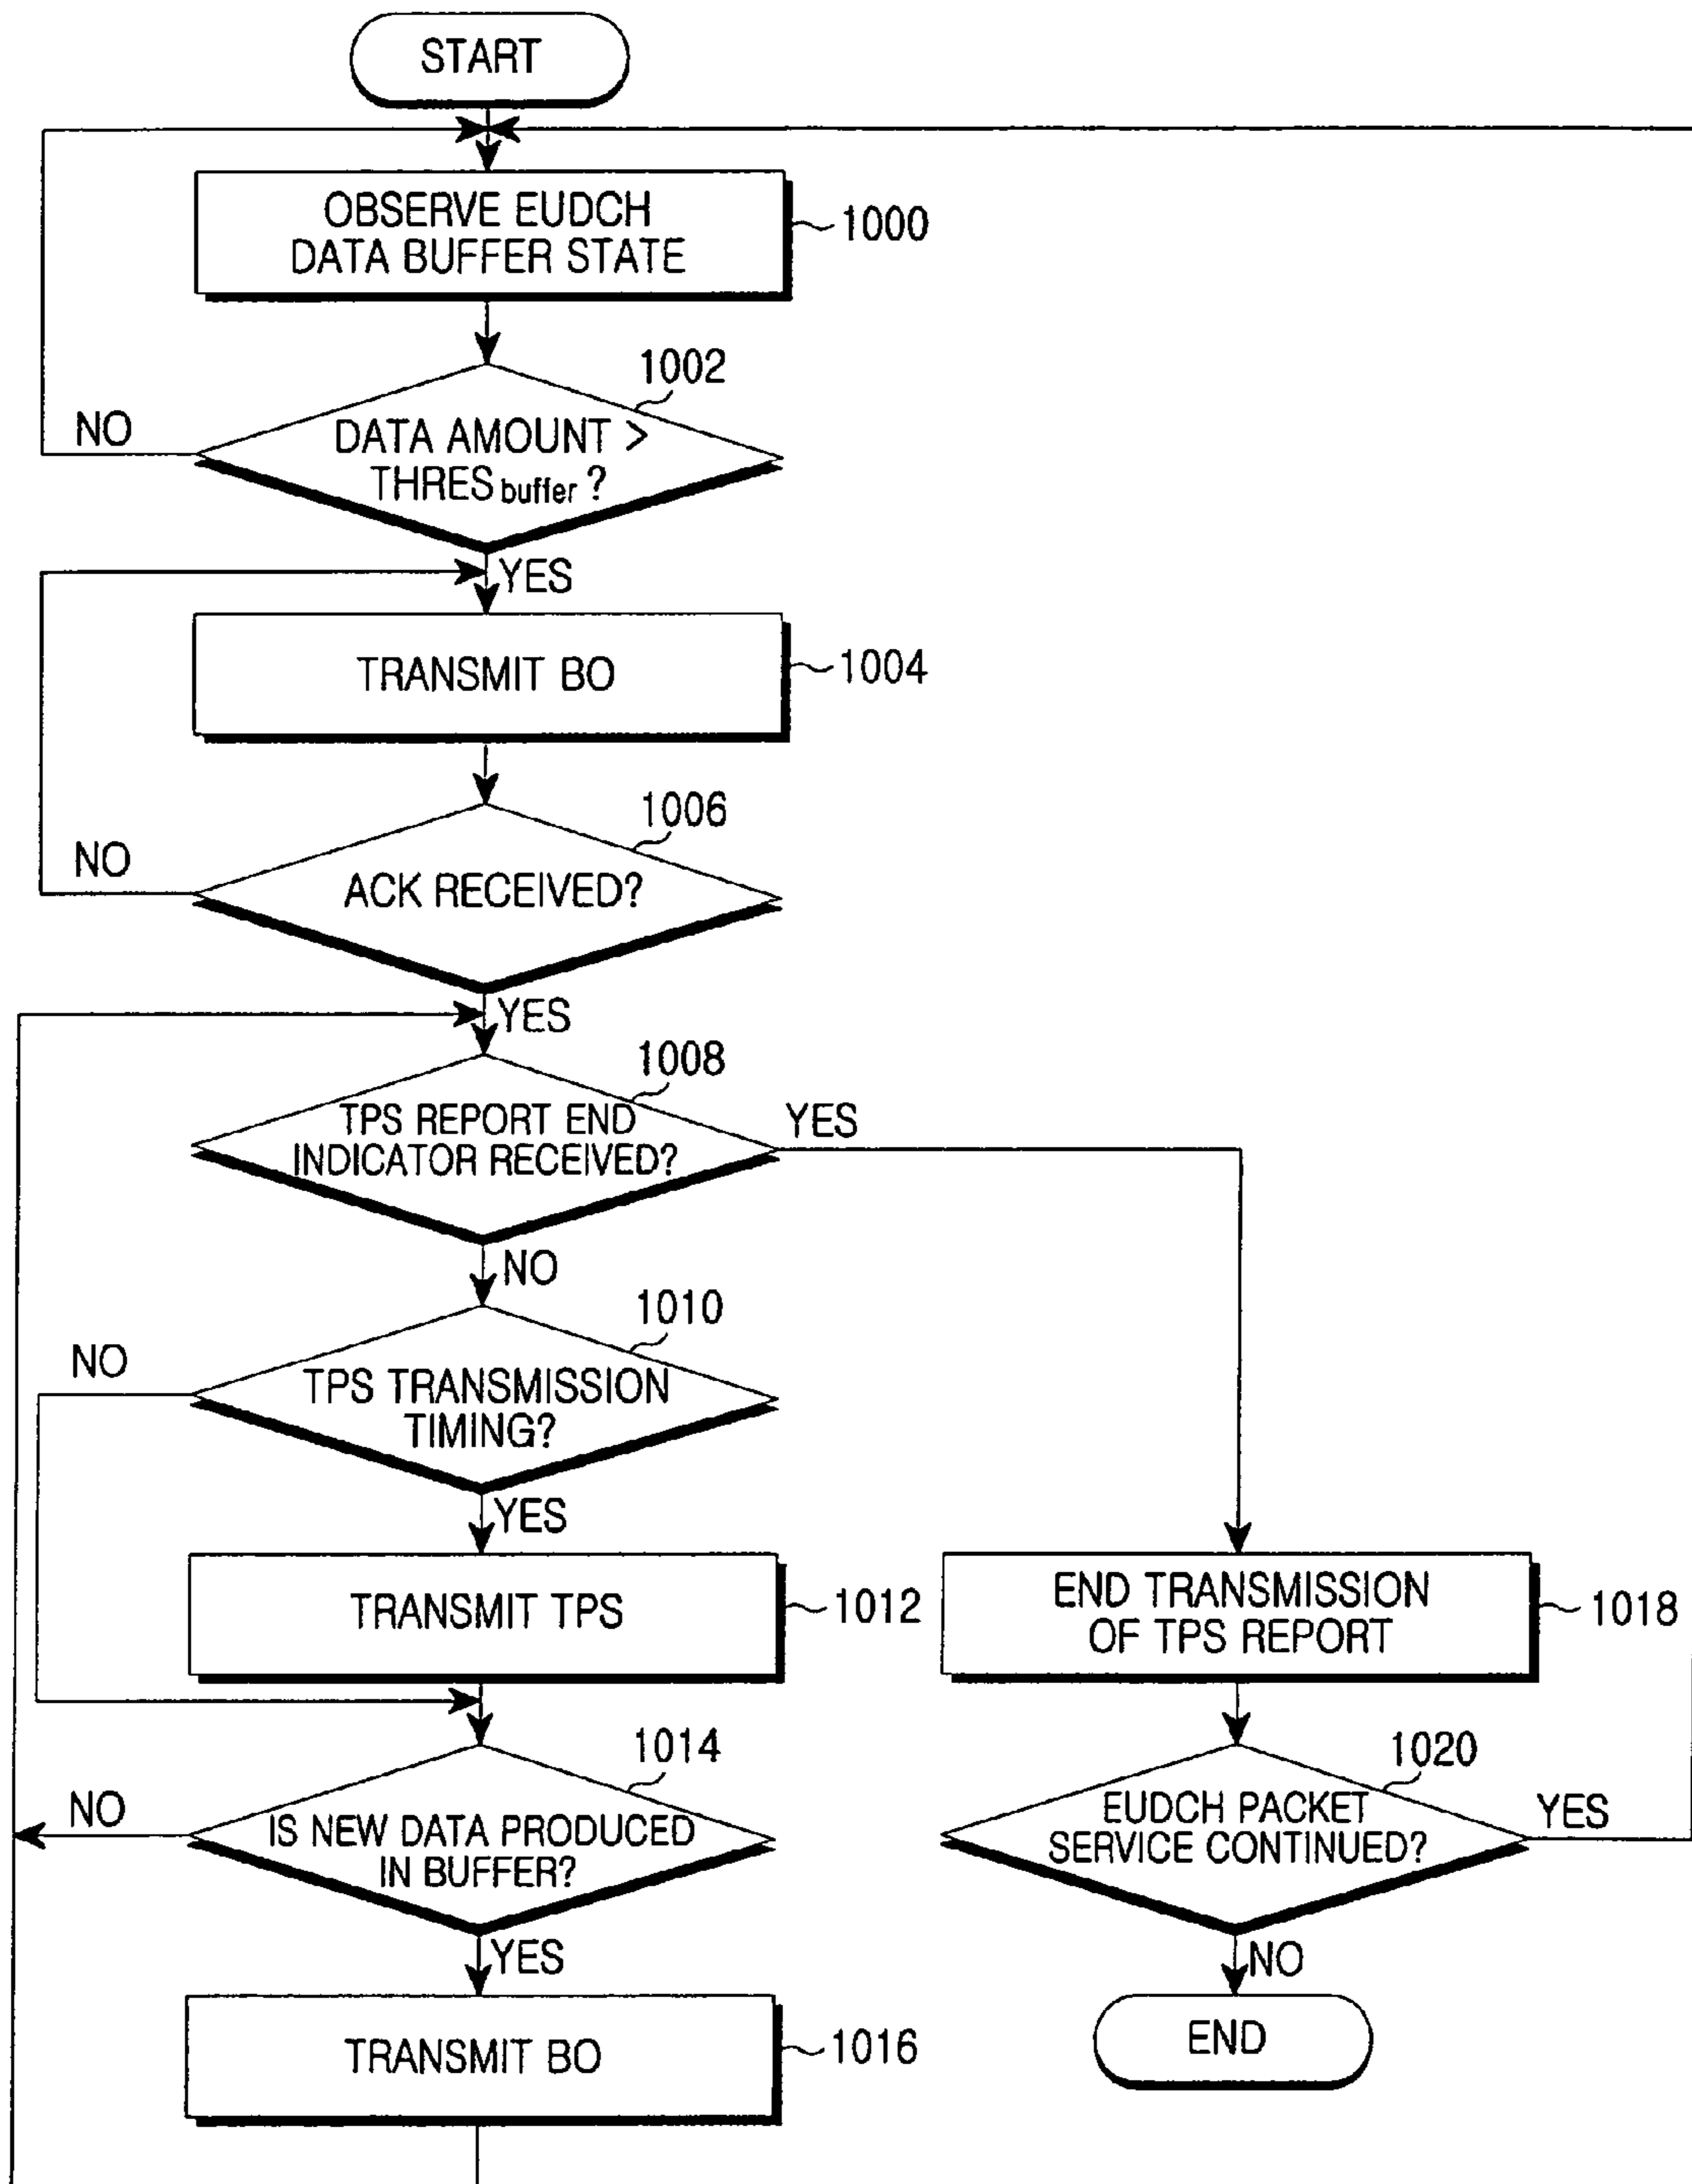 START
OBSERVE EUDCH
DATA BUFFER STATE
1000
1002
NO
DATA AMOUNT >
THRES buffer ?
YES
TRANSMIT BO
1004
1006
NO
ACK RECEIVED?
YES
1008
TPS REPORT END
INDICATOR RECEIVED?
YES
NO
1010
NO
TPS TRANSMISSION
TIMING?
YES
TRANSMIT TPS
1012
END TRANSMISSION
OF TPS REPORT
1018
1014
NO
IS NEW DATA PRODUCED
IN BUFFER?
1020
EUDCH PACKET
SERVICE CONTINUED?
YES
YES
NO
TRANSMIT BO
1016
END